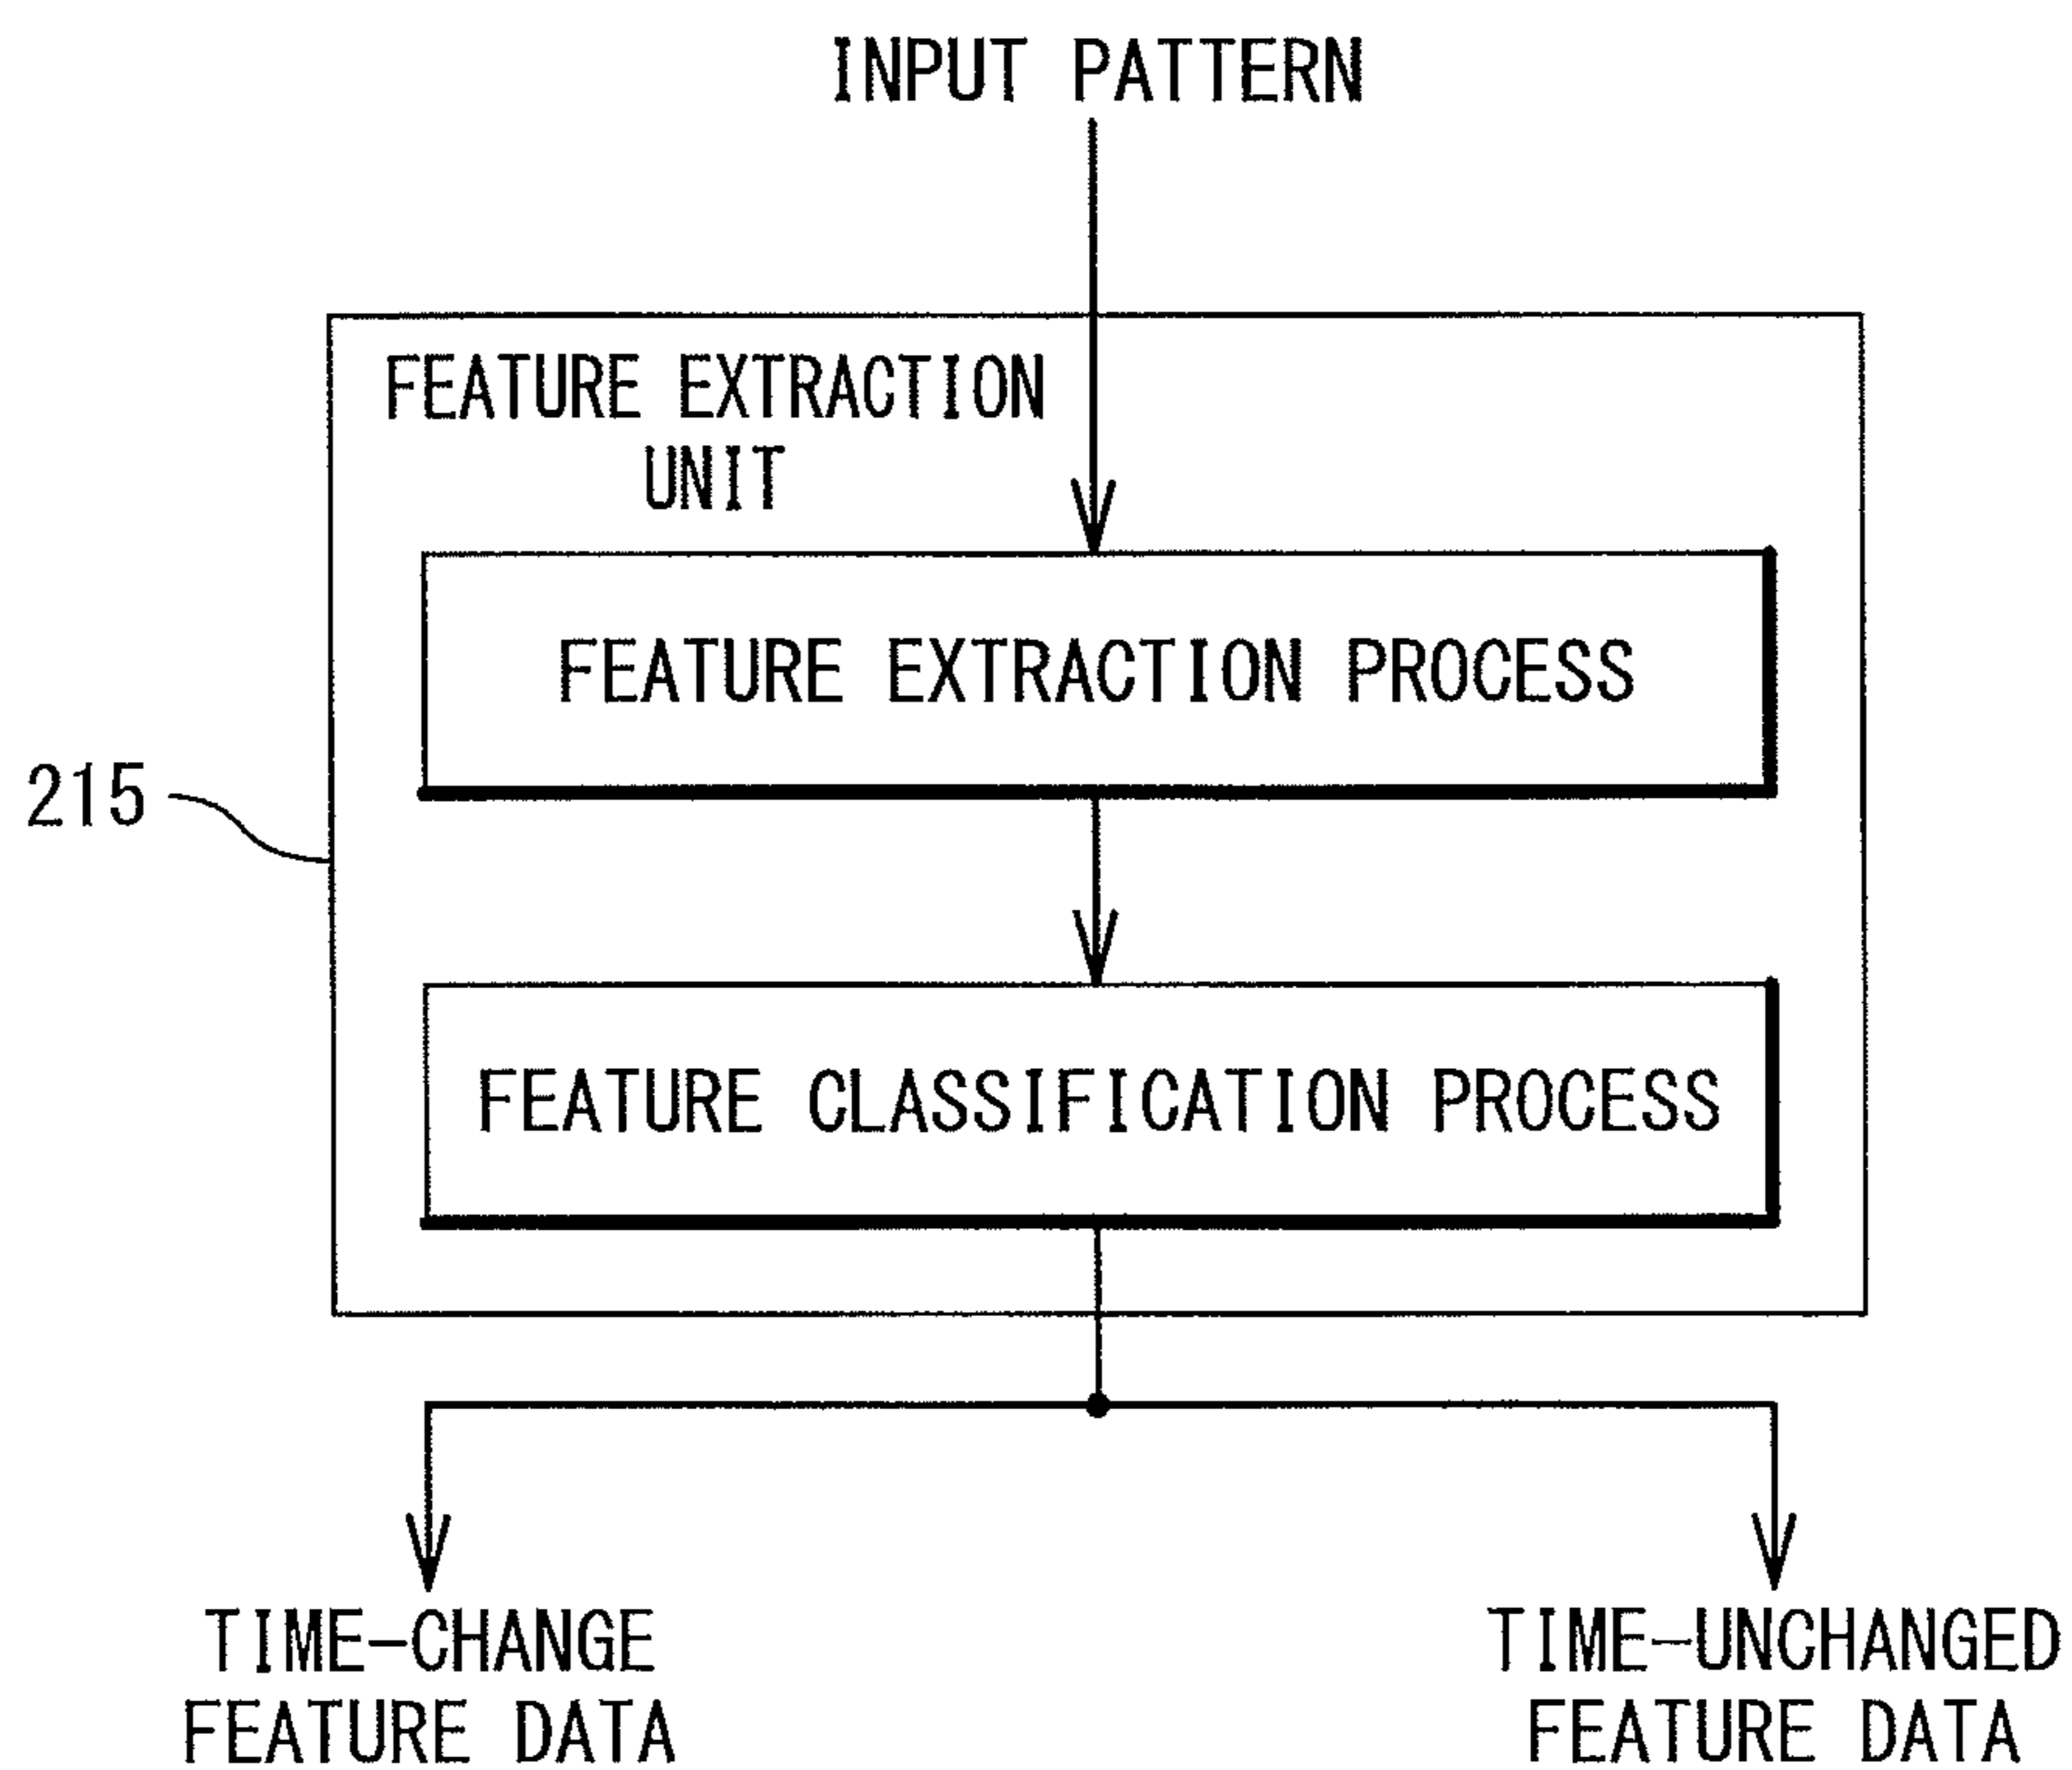 INPUT PATTERN
FEATURE EXTRACTION
UNIT
FEATURE EXTRACTION PROCESS
215
FEATURE CLASSIFICATION PROCESS
TIME-CHANGE
FEATURE DATA
TIME-UNCHANGED
FEATURE DATA